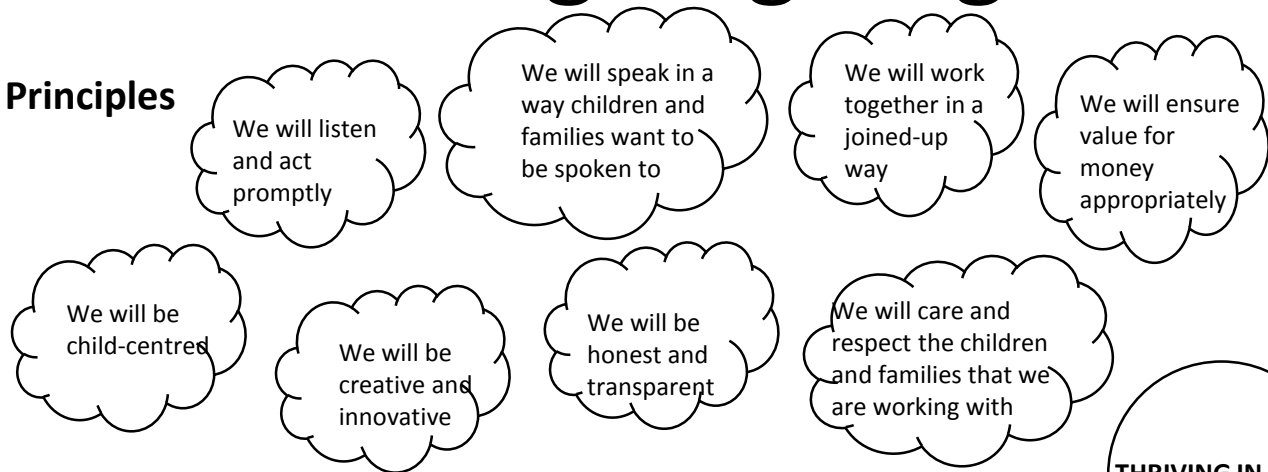 Principles
We will listen
and act
promptly
We will speak in a
way children and
families want to
be spoken to
We will work
together in a
joined-up
way
We will ensure
value for
money
appropriately
We will be
child-centred
We will be
creative and
innovative
We will be
honest and
transparent
We will care and
respect the children
and families that we
are working with
THRIVING IN